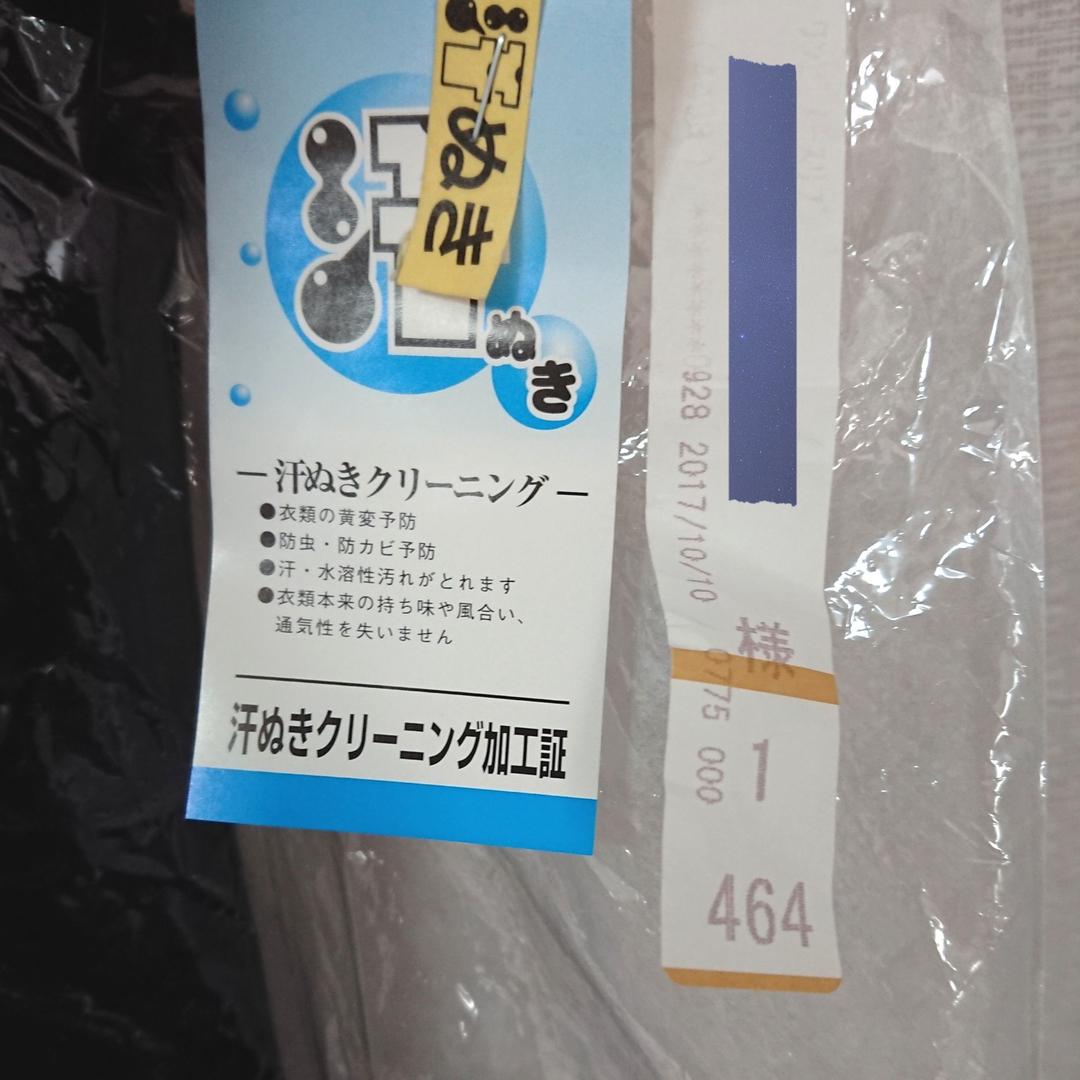 汗ぬき
汗ぬき
ー 汗ぬきクリーニング ー
●衣類の黄変予防
●防虫・防カビ予防
●汗・水溶性汚れがとれます
●衣類本来の持ち味や風合い、
通気性を失いません
汗ぬきクリーニング加工証
********0928 2017/10/10 0775 000
様 1
464